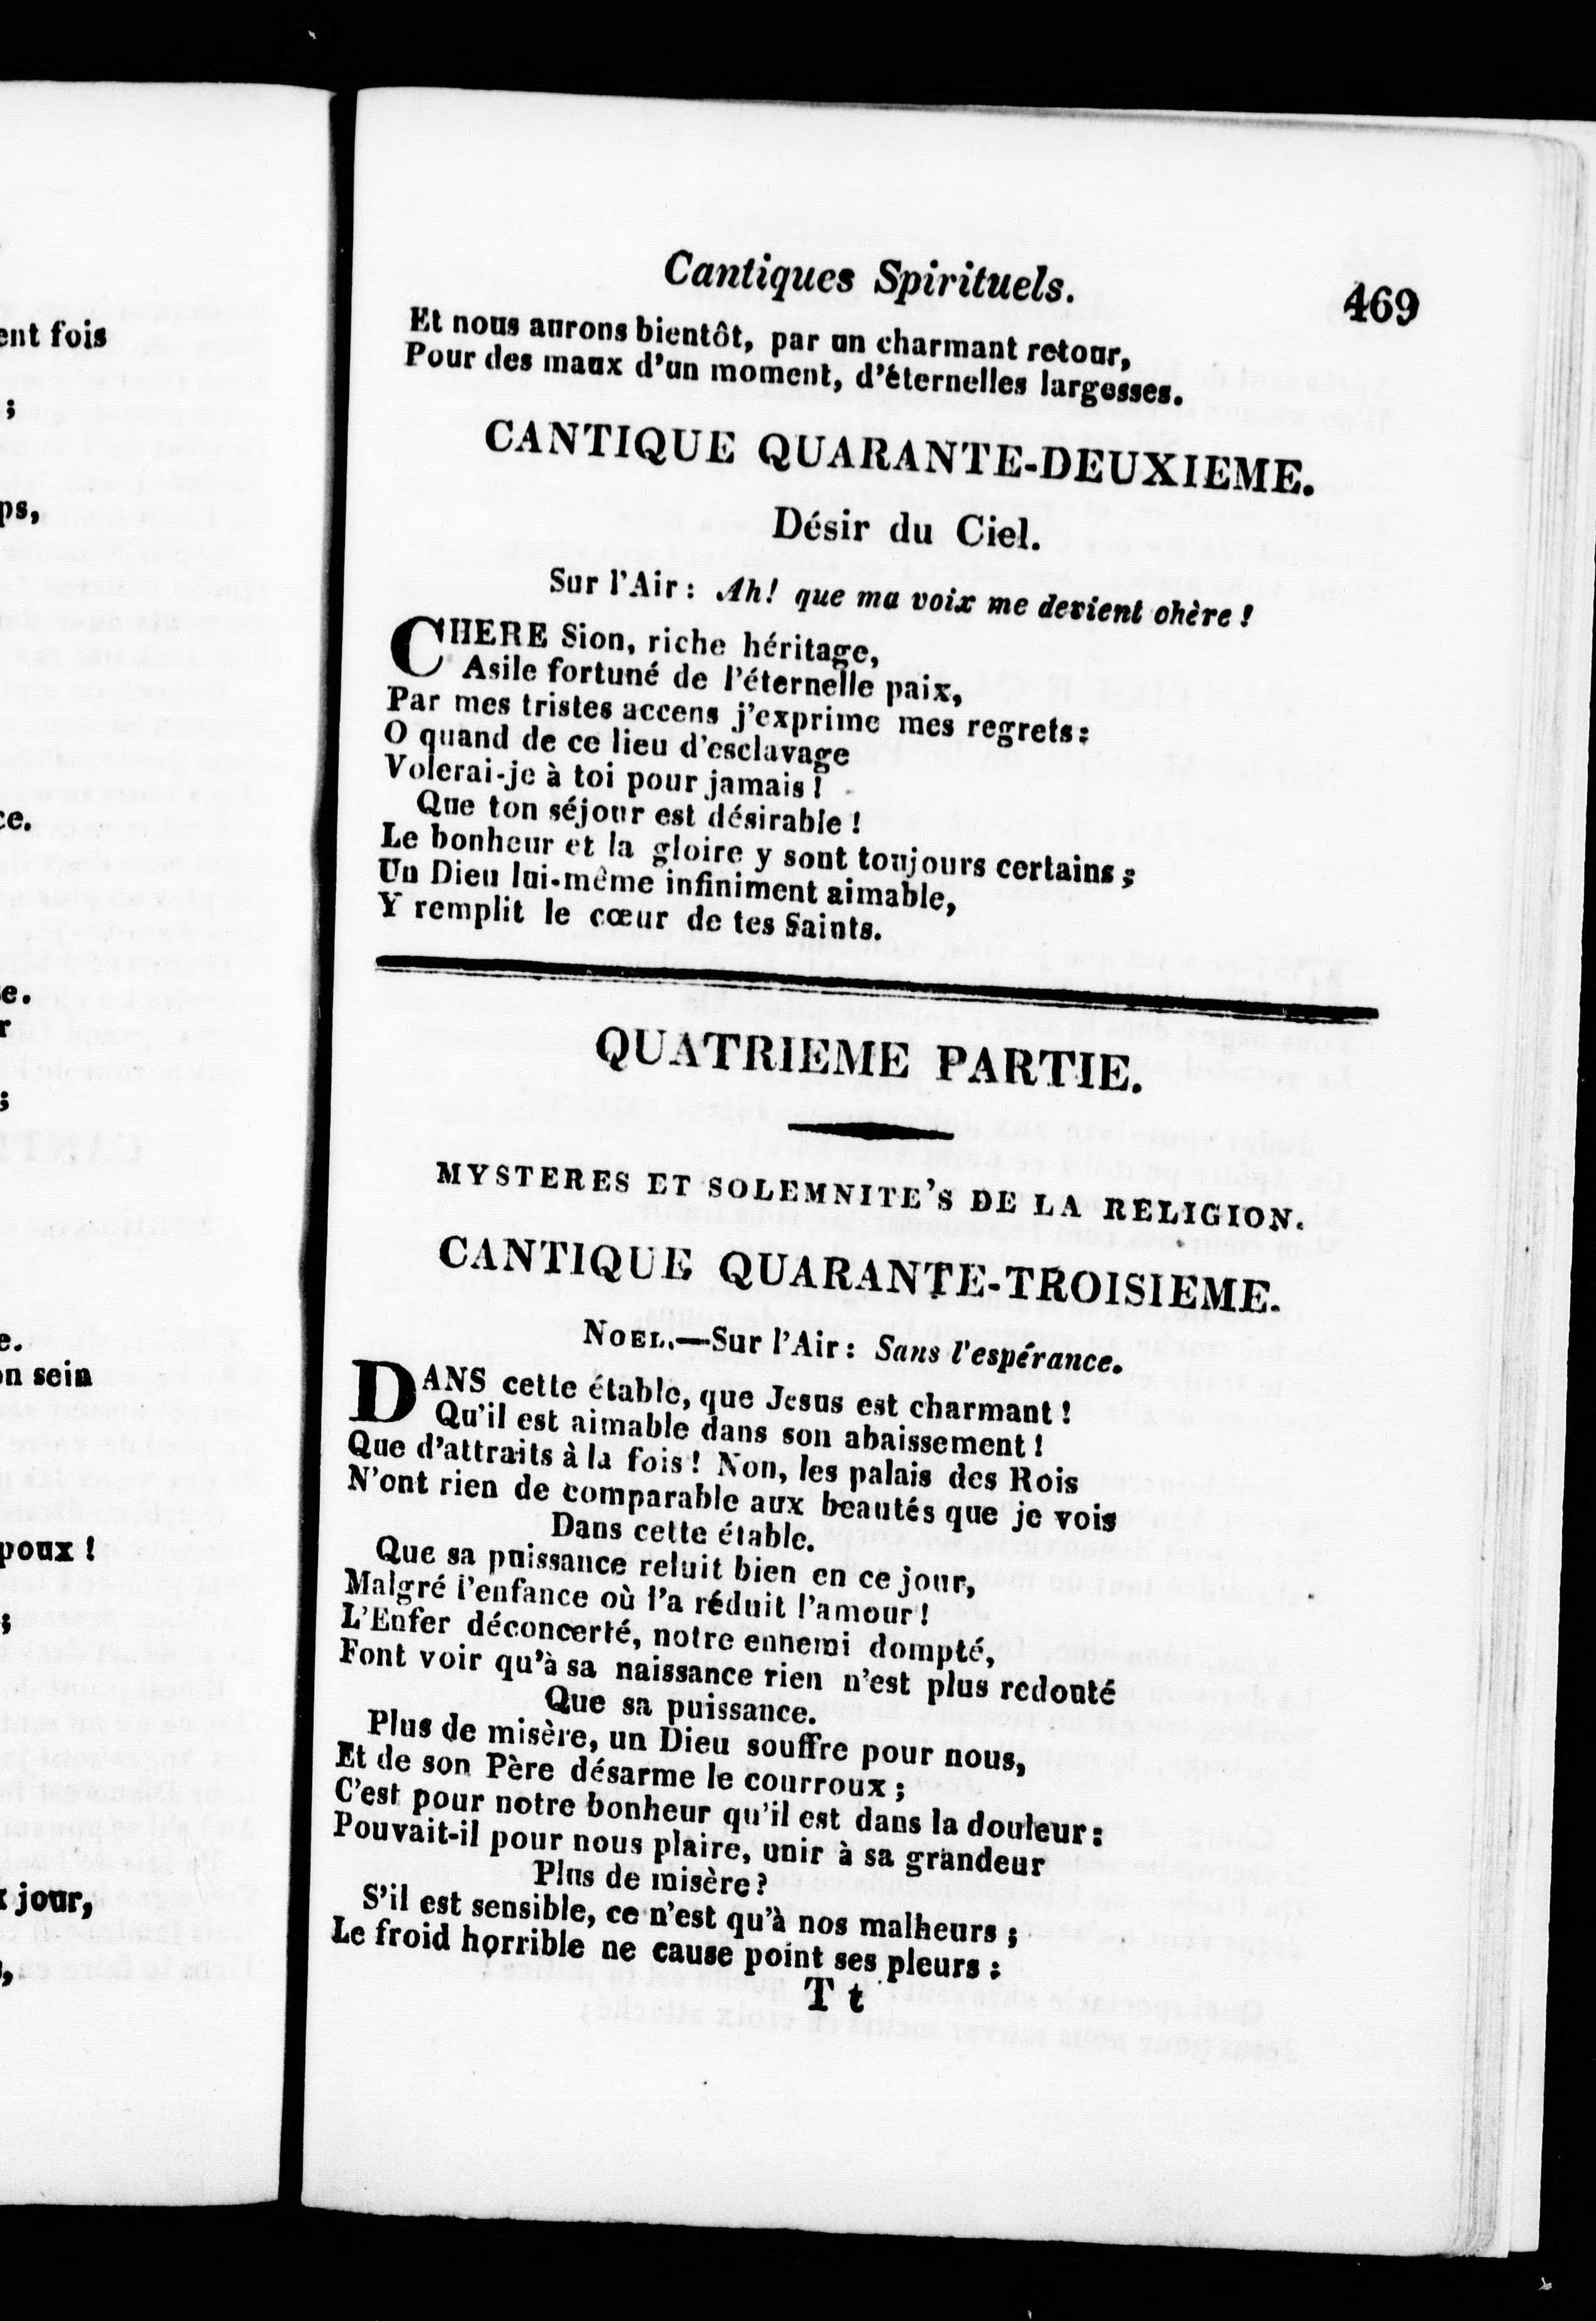 ent fois
;
ps,
ce.
e.
r
;
e.
on sein
poux !
;
jour,
Cantiques Spirituels. 469
Et nous aurons bientôt, par un charmant retour,
Pour des maux d'un moment, d'éternelles largesses.
CANTIQUE QUARANTE-DEUXIEME.
Désir du Ciel.
Sur l'Air : Ah! que ma voix me devient chère !
CHERE Sion, riche héritage,
Asile fortuné de l'éternelle paix,
Par mes tristes accens j'exprime mes regrets :
O quand de ce lieu d'esclavage
Volerai-je à toi pour jamais !
Que ton séjour est désirable !
Le bonheur et la gloire y sont toujours certains ;
Un Dieu lui-même infiniment aimable,
Y remplit le cœur de tes Saints.
QUATRIEME PARTIE.
MYSTERES ET SOLEMNITE'S DE LA RELIGION.
CANTIQUE QUARANTE-TROISIEME.
NOEL.—Sur l'Air : Sans l'espérance.
DANS cette étable, que Jesus est charmant !
Qu'il est aimable dans son abaissement !
Que d'attraits à la fois ! Non, les palais des Rois
N'ont rien de comparable aux beautés que je vois
Dans cette étable.
Que sa puissance reluit bien en ce jour,
Malgré l'enfance où l'a réduit l'amour !
L'Enfer déconcerté, notre ennemi dompté,
Font voir qu'à sa naissance rien n'est plus redouté
Que sa puissance.
Plus de misère, un Dieu souffre pour nous,
Et de son Père désarme le courroux ;
C'est pour notre bonheur qu'il est dans la douleur :
Pouvait-il pour nous plaire, unir à sa grandeur
Plus de misère ?
S'il est sensible, ce n'est qu'à nos malheurs ;
Le froid horrible ne cause point ses pleurs :
T t